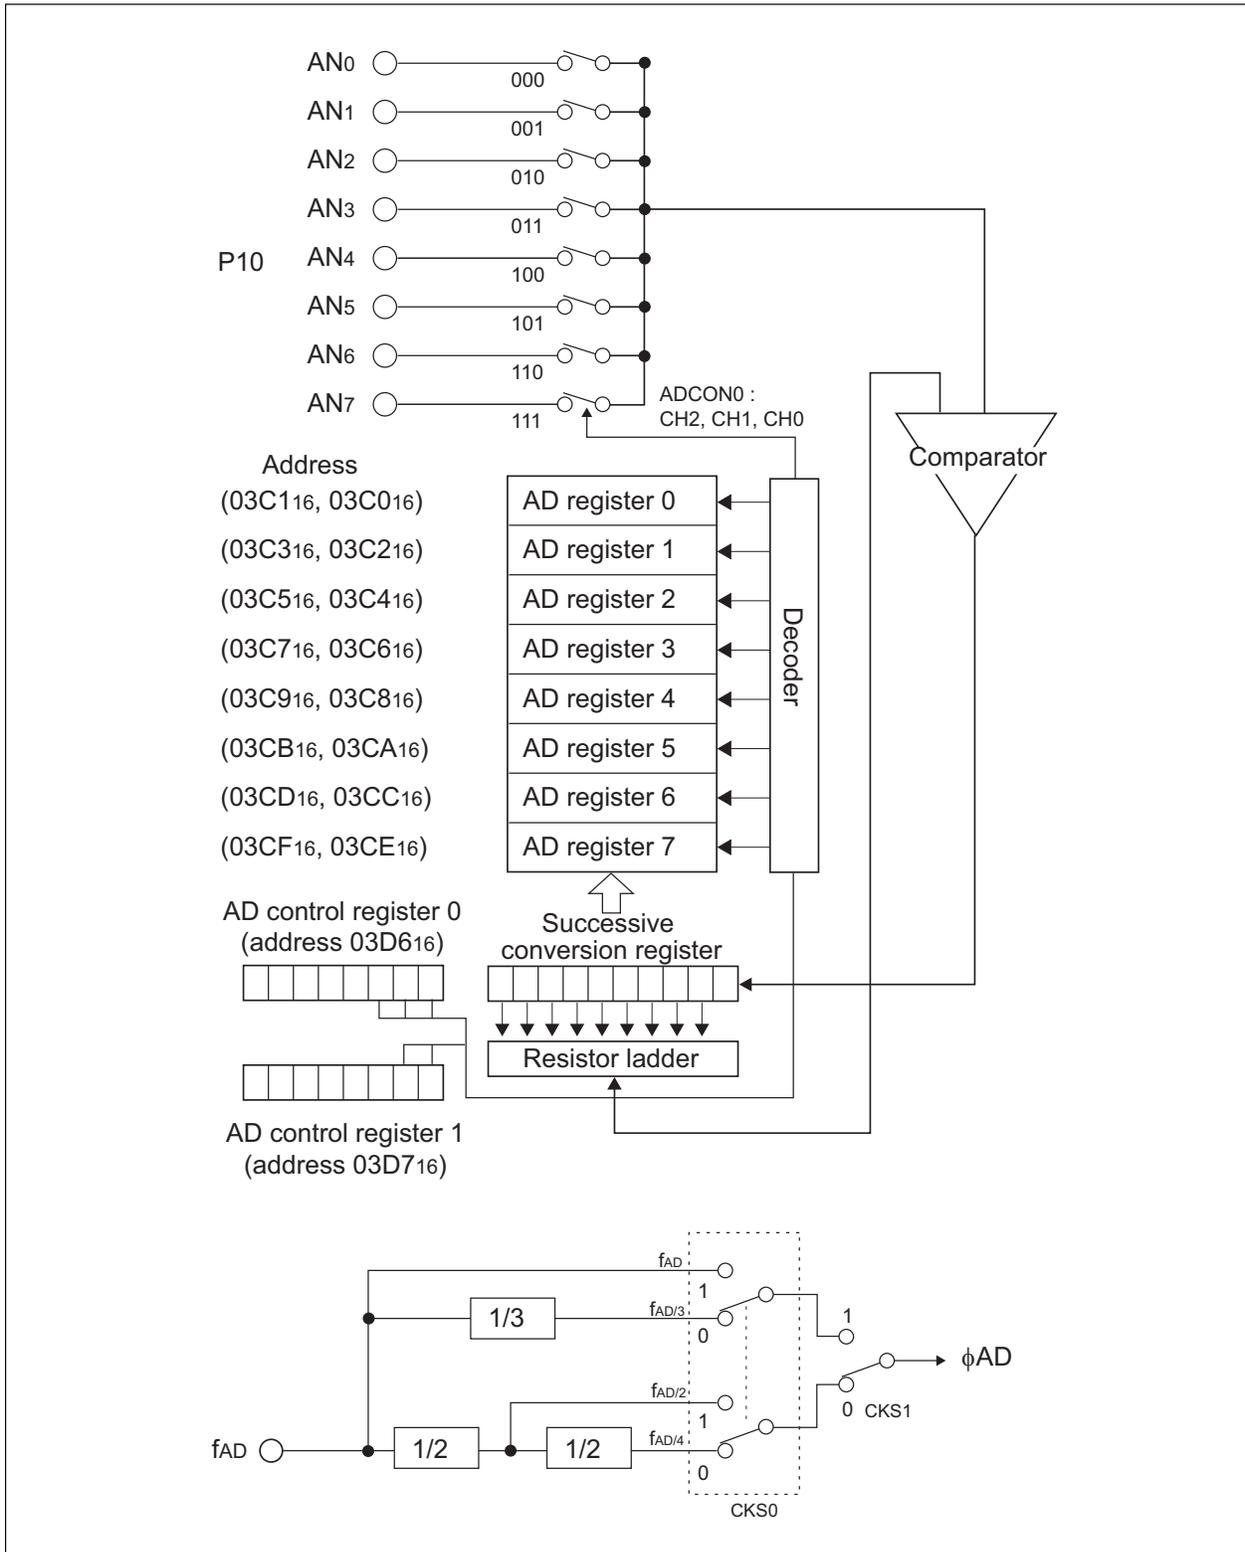 AN0
000
AN1
001
AN2
010
AN3
011
P10
AN4
100
AN5
101
AN6
110
AN7
111
ADCON0 :
CH2, CH1, CH0
Comparator
Address
(03C116, 03C016)
AD register 0
(03C316, 03C216)
AD register 1
(03C516, 03C416)
AD register 2
(03C716, 03C616)
AD register 3
(03C916, 03C816)
AD register 4
(03CB16, 03CA16)
AD register 5
(03CD16, 03CC16)
AD register 6
(03CF16, 03CE16)
AD register 7
Decoder
AD control register 0
(address 03D616)
Successive
conversion register
Resistor ladder
AD control register 1
(address 03D716)
fAD
1
1/3
fAD/3
0
1
ϕAD
fAD/2
1
0 CKS1
fAD
1/2
1/2
fAD/4
0
CKS0